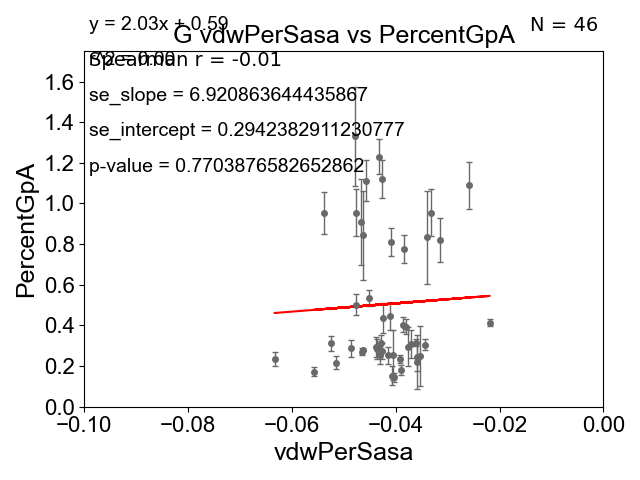 y = 2.03x + 0.59
N = 46
G vdwPerSasa vs PercentGpA
Spearman r = -0.01
se_slope = 6.920863644435867
se_intercept = 0.2942382911230777
p-value = 0.7703876582652862
PercentGpA
1.6
1.4
1.2
1.0
0.8
0.6
0.4
0.2
0.0
−0.10
−0.08
−0.06
−0.04
−0.02
0.00
vdwPerSasa